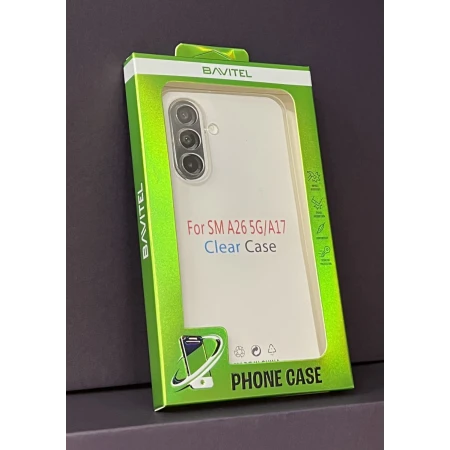 BAVITEL
BAVITEL
For SM A26 5G/A17
Clear Case
PHONE CASE